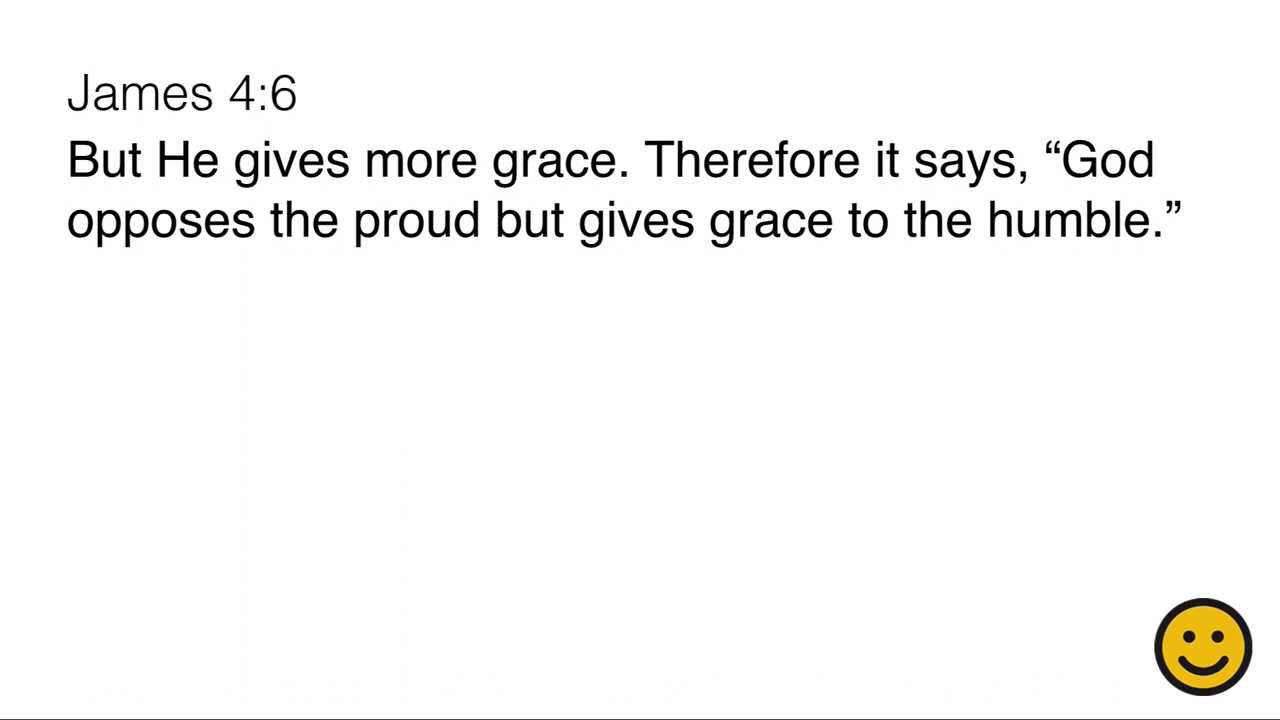 James 4:6
But He gives more grace. Therefore it says, “God
opposes the proud but gives grace to the humble.”